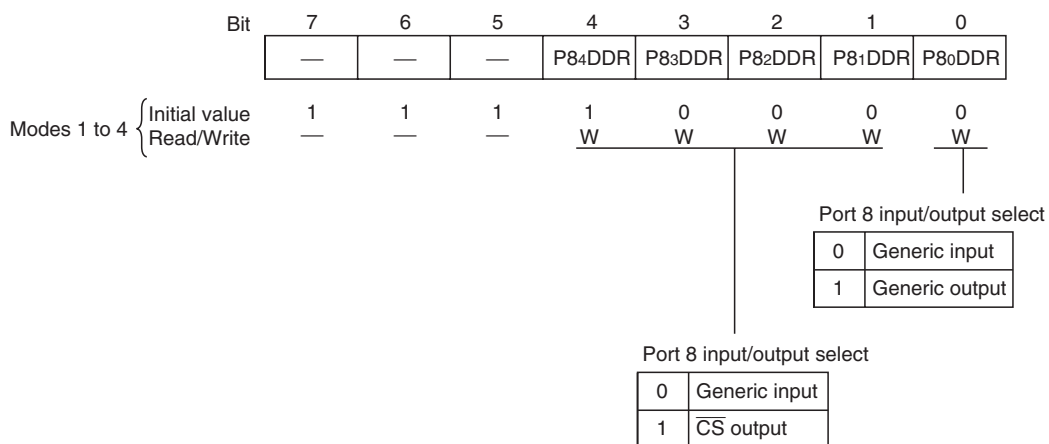 Bit 7 6 5 4 3 2 1 0
— — — P84DDR P83DDR P82DDR P81DDR P80DDR
Modes 1 to 4 { Initial value 1 1 1 1 0 0 0 0
Read/Write — — — W W W W W
Port 8 input/output select
0 Generic input
1 Generic output
Port 8 input/output select
0 Generic input
1 C̅S̅ output